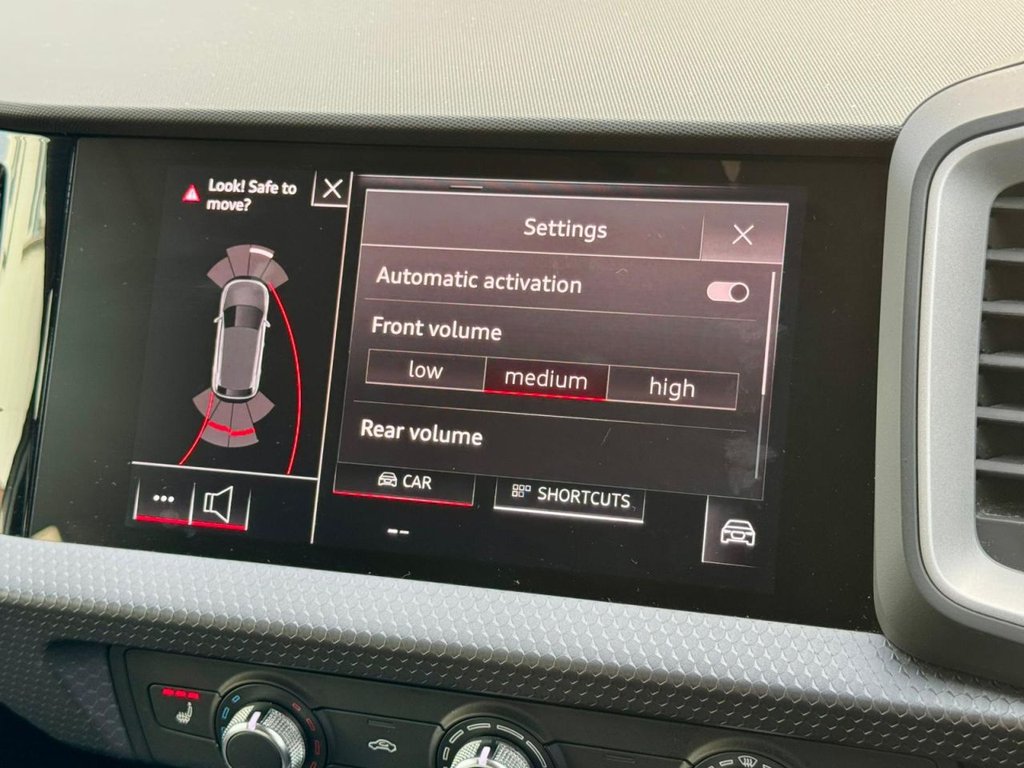 Look! Safe to
move?
Settings
Automatic activation
Front volume
low medium high
Rear volume
CAR SHORTCUTS